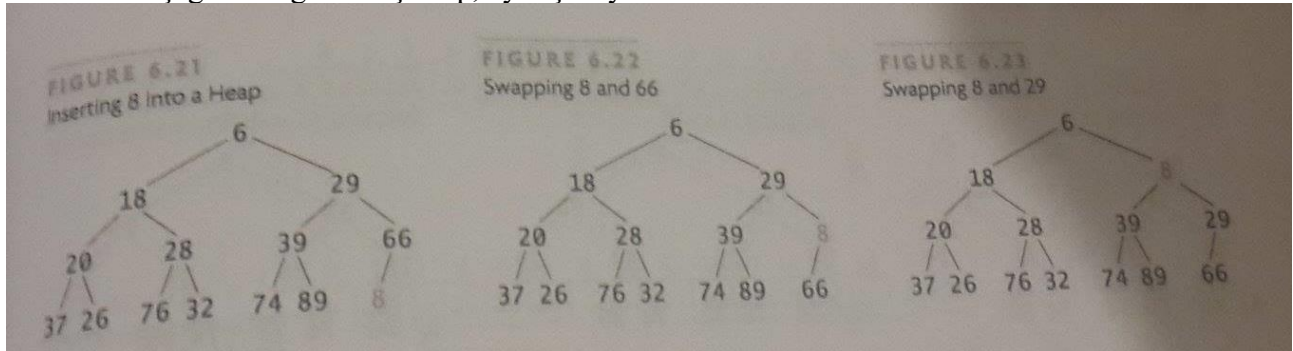 FIGURE 6.21
Inserting 8 into a Heap
6
18 29
20 28 39 66
37 26 76 32 74 89 8
FIGURE 6.22
Swapping 8 and 66
6
18 29
20 28 39 8
37 26 76 32 74 89 66
FIGURE 6.23
Swapping 8 and 29
6
18 8
20 28 39 29
37 26 76 32 74 89 66